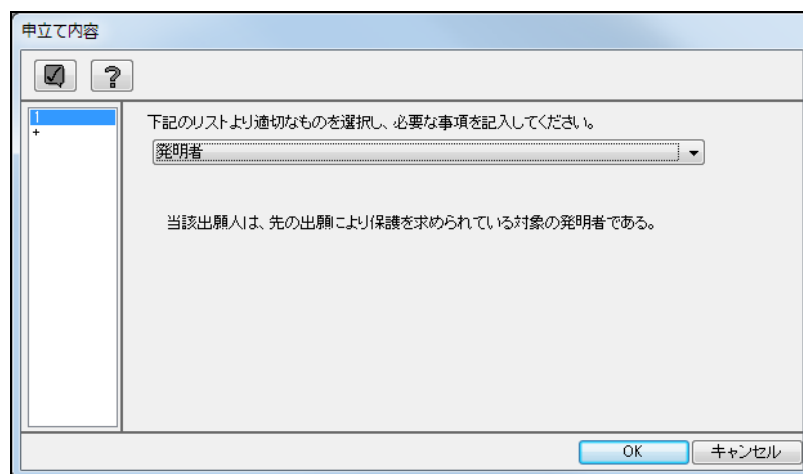 申立て内容
1
+
下記のリストより適切なものを選択し、必要な事項を記入してください。
発明者
当該出願人は、先の出願により保護を求められている対象の発明者である。
OK キャンセル